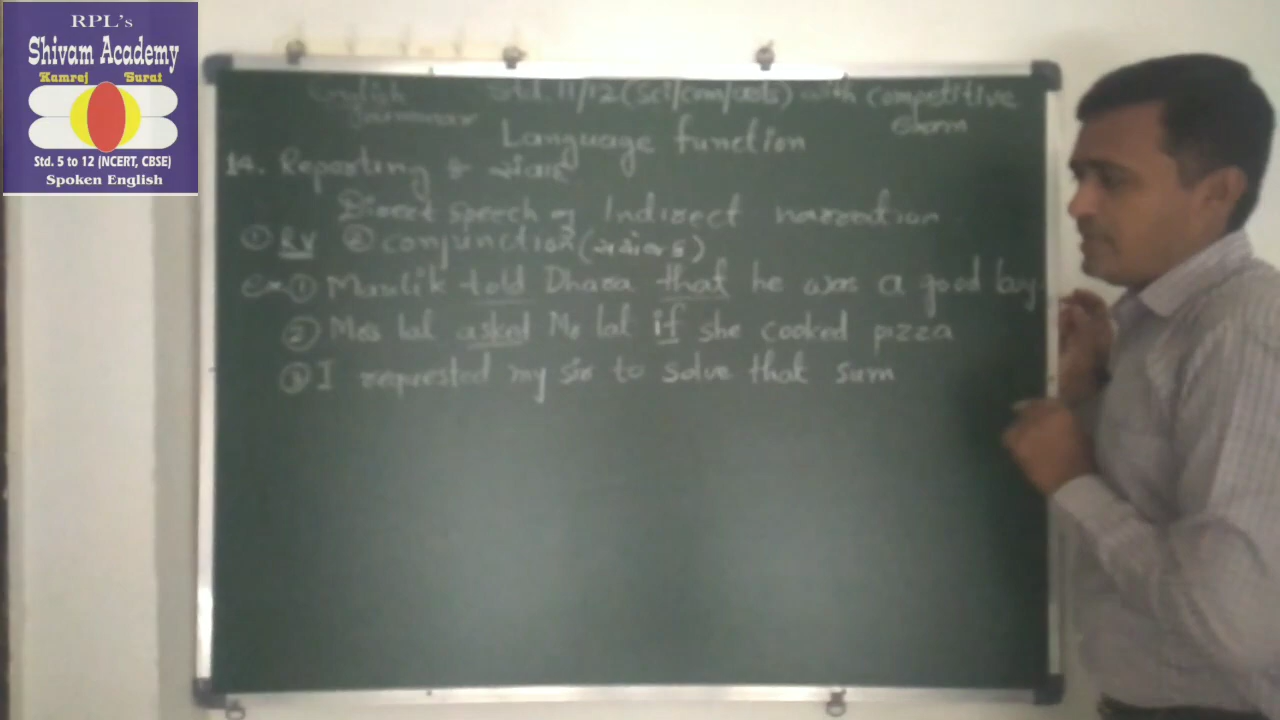 RPL's
Shivam Academy
Kamrej Surat
Std. 5 to 12 (NCERT, CBSE)
Spoken English
English Std. 11/12 (Sci/com/arts) with competitive
Grammar Exam
Language function
14. Reporting
Direct speech or Indirect narration
① RV ② conjunction (સંયોજક)
Ex-① Maulik told Dhara that he was a good boy
② Mrs lal asked Mr lal if she cooked pizza
③ I requested my sir to solve that sum